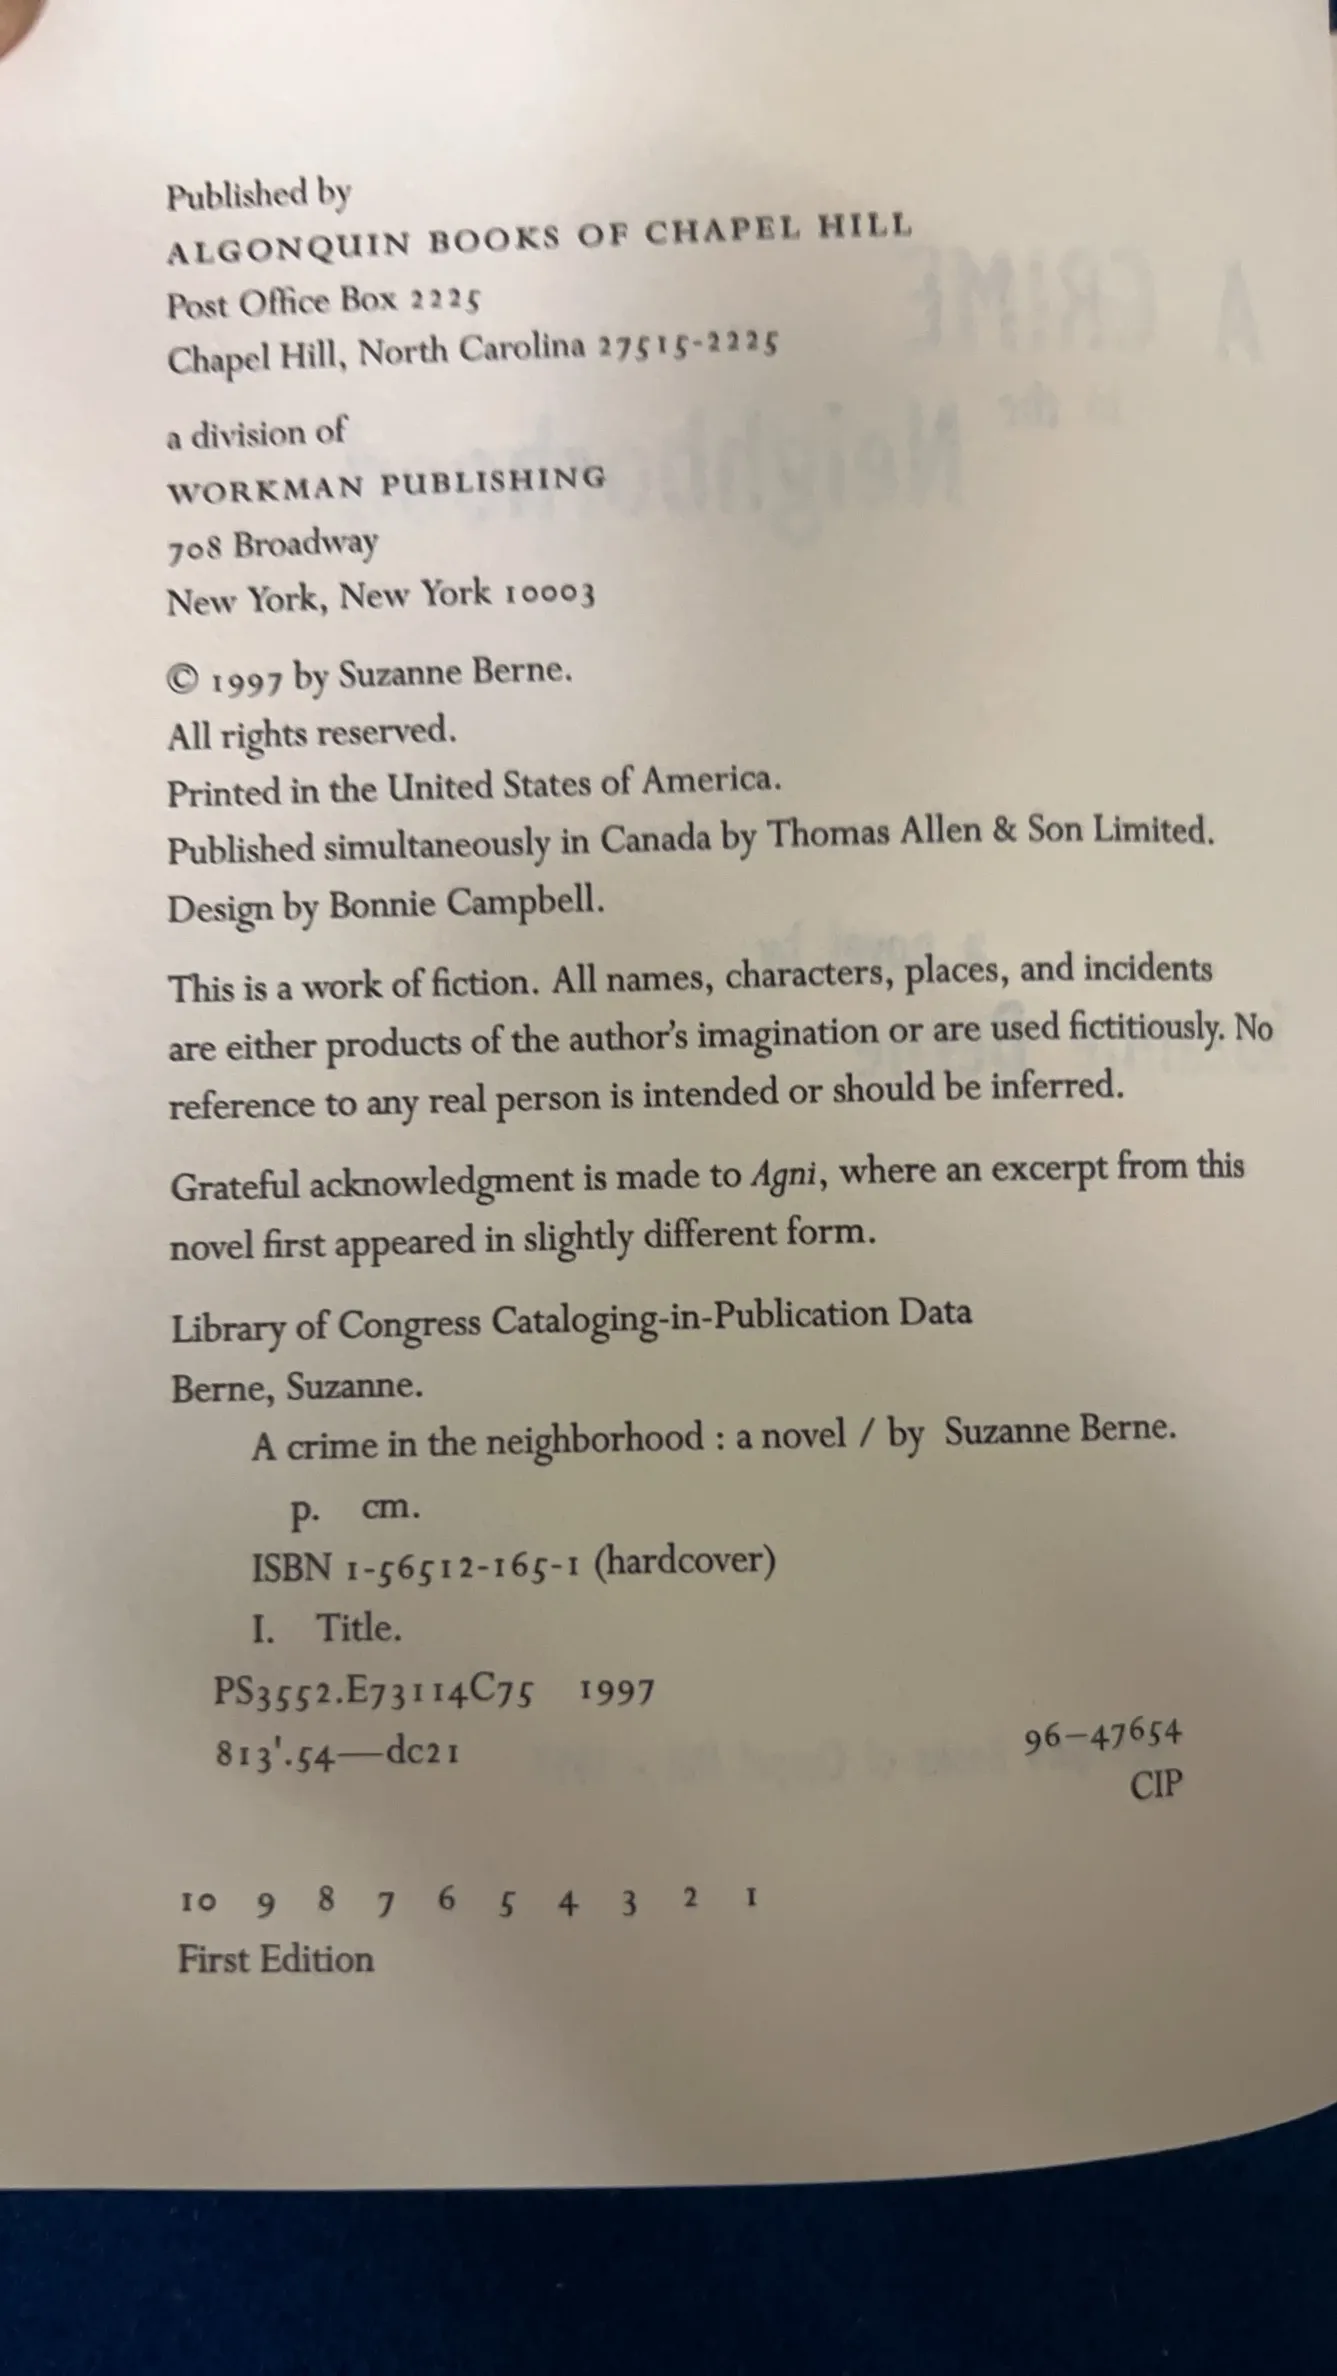 Published by
ALGONQUIN BOOKS OF CHAPEL HILL
Post Office Box 2225
Chapel Hill, North Carolina 27515-2225
a division of
WORKMAN PUBLISHING
708 Broadway
New York, New York 10003
© 1997 by Suzanne Berne.
All rights reserved.
Printed in the United States of America.
Published simultaneously in Canada by Thomas Allen & Son Limited.
Design by Bonnie Campbell.
This is a work of fiction. All names, characters, places, and incidents
are either products of the author's imagination or are used fictitiously. No
reference to any real person is intended or should be inferred.
Grateful acknowledgment is made to Agni, where an excerpt from this
novel first appeared in slightly different form.
Library of Congress Cataloging-in-Publication Data
Berne, Suzanne.
A crime in the neighborhood : a novel / by Suzanne Berne.
p. cm.
ISBN 1-56512-165-1 (hardcover)
I. Title.
PS3552.E73114C75 1997
813'.54—dc21
96–47654
CIP
10 9 8 7 6 5 4 3 2 1
First Edition